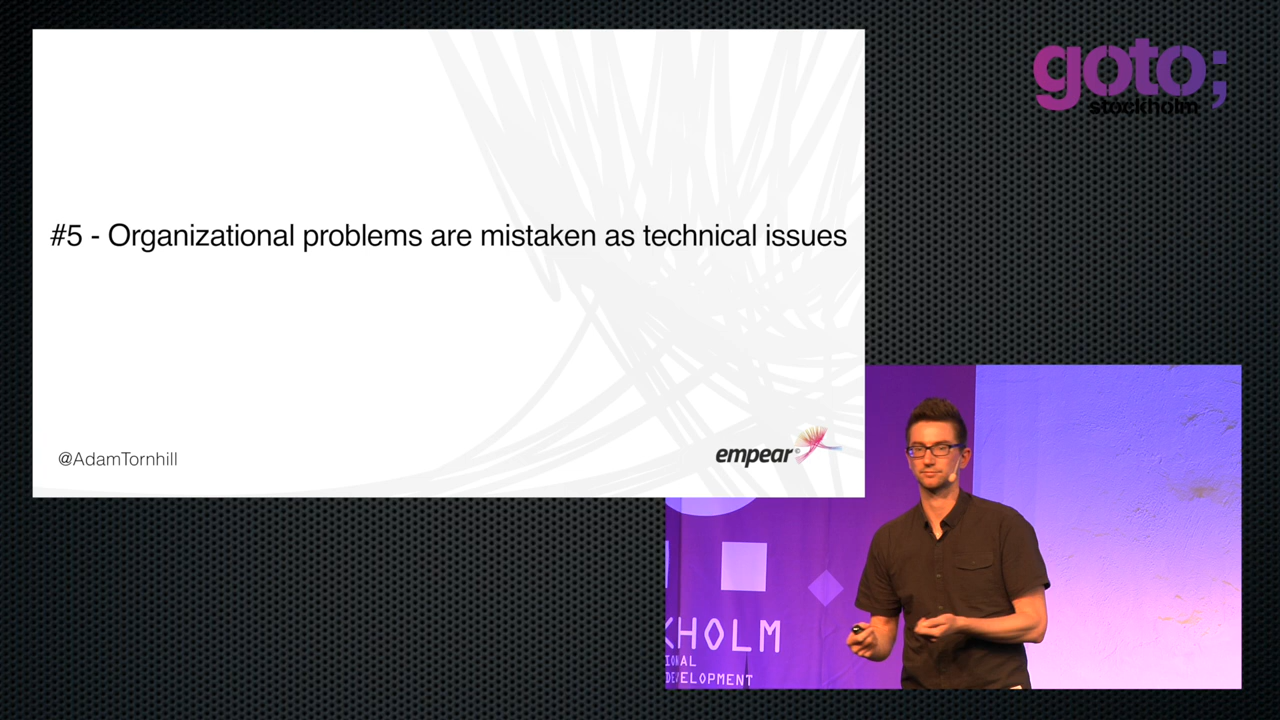 #5 - Organizational problems are mistaken as technical issues
@AdamTornhill
empear
goto;
stockholm
KHOLM
IONAL
DEVELOPMENT